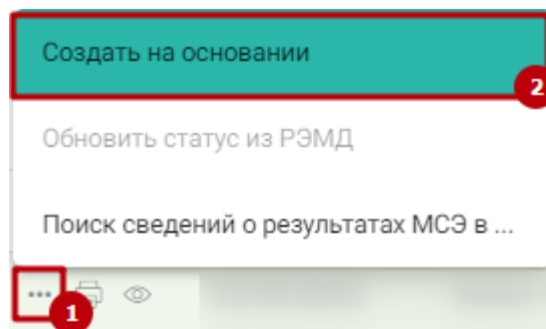 Создать на основании
2
Обновить статус из РЭМД
Поиск сведений о результатах МСЭ в ...
... 1